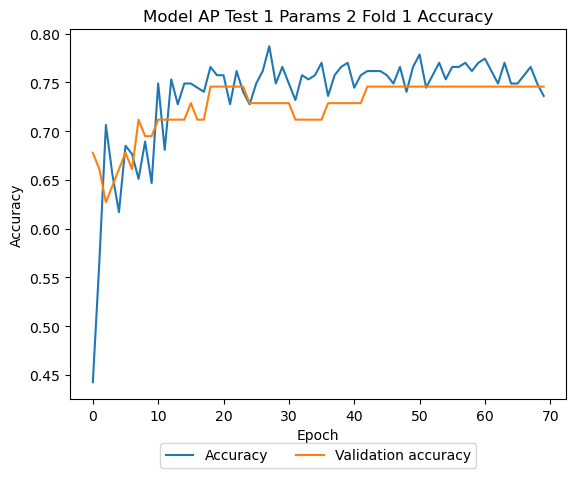 Model AP Test 1 Params 2 Fold 1 Accuracy
0.80
0.75
0.70
0.65
0.60
0.55
0.50
0.45
Accuracy
0 10 20 30 40 50 60 70
Epoch
Accuracy Validation accuracy